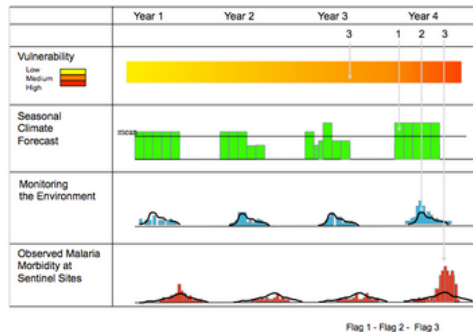 Year 1 Year 2 Year 3 Year 4
3 1 2 3
Vulnerability
Low
Medium
High
Seasonal
Climate
Forecast
mean
Monitoring
the Environment
Observed Malaria
Morbidity at
Sentinel Sites
Flag 1 - Flag 2 - Flag 3